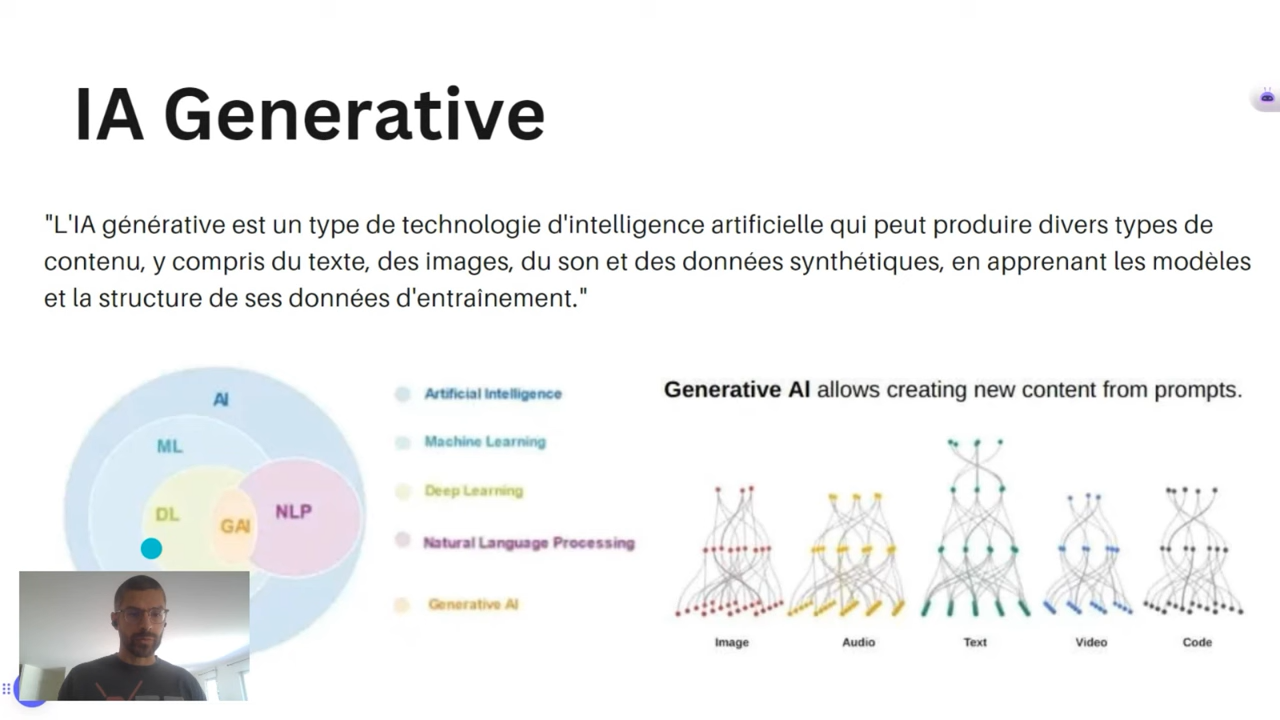 IA Generative
"L'IA générative est un type de technologie d'intelligence artificielle qui peut produire divers types de
contenu, y compris du texte, des images, du son et des données synthétiques, en apprenant les modèles
et la structure de ses données d'entraînement."
AI
ML
DL
GAI
NLP
Artificial Intelligence
Machine Learning
Deep Learning
Natural Language Processing
Generative AI
Generative AI allows creating new content from prompts.
Image
Audio
Text
Video
Code